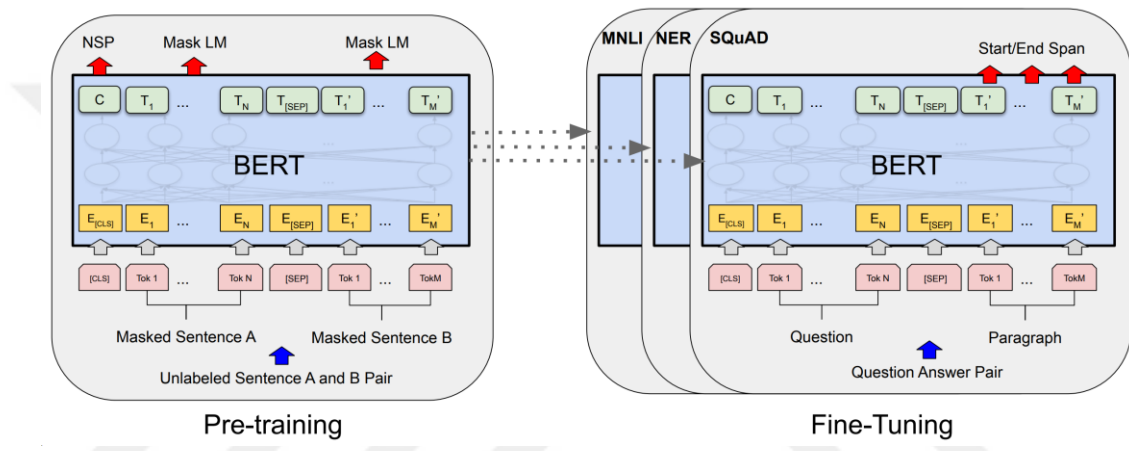 NSP Mask LM Mask LM
C T1 ... TN T[SEP] T1' ... TM'
BERT
E[CLS] E1 ... EN E[SEP] E1' ... EM'
[CLS] Tok 1 ... Tok N [SEP] Tok 1 ... TokM
Masked Sentence A Masked Sentence B
Unlabeled Sentence A and B Pair
Pre-training
MNLI NER SQuAD
Start/End Span
C T1 ... TN T[SEP] T1' ... TM'
BERT
E[CLS] E1 ... EN E[SEP] E1' ... EM'
[CLS] Tok 1 ... Tok N [SEP] Tok 1 ... TokM
Question Paragraph
Question Answer Pair
Fine-Tuning